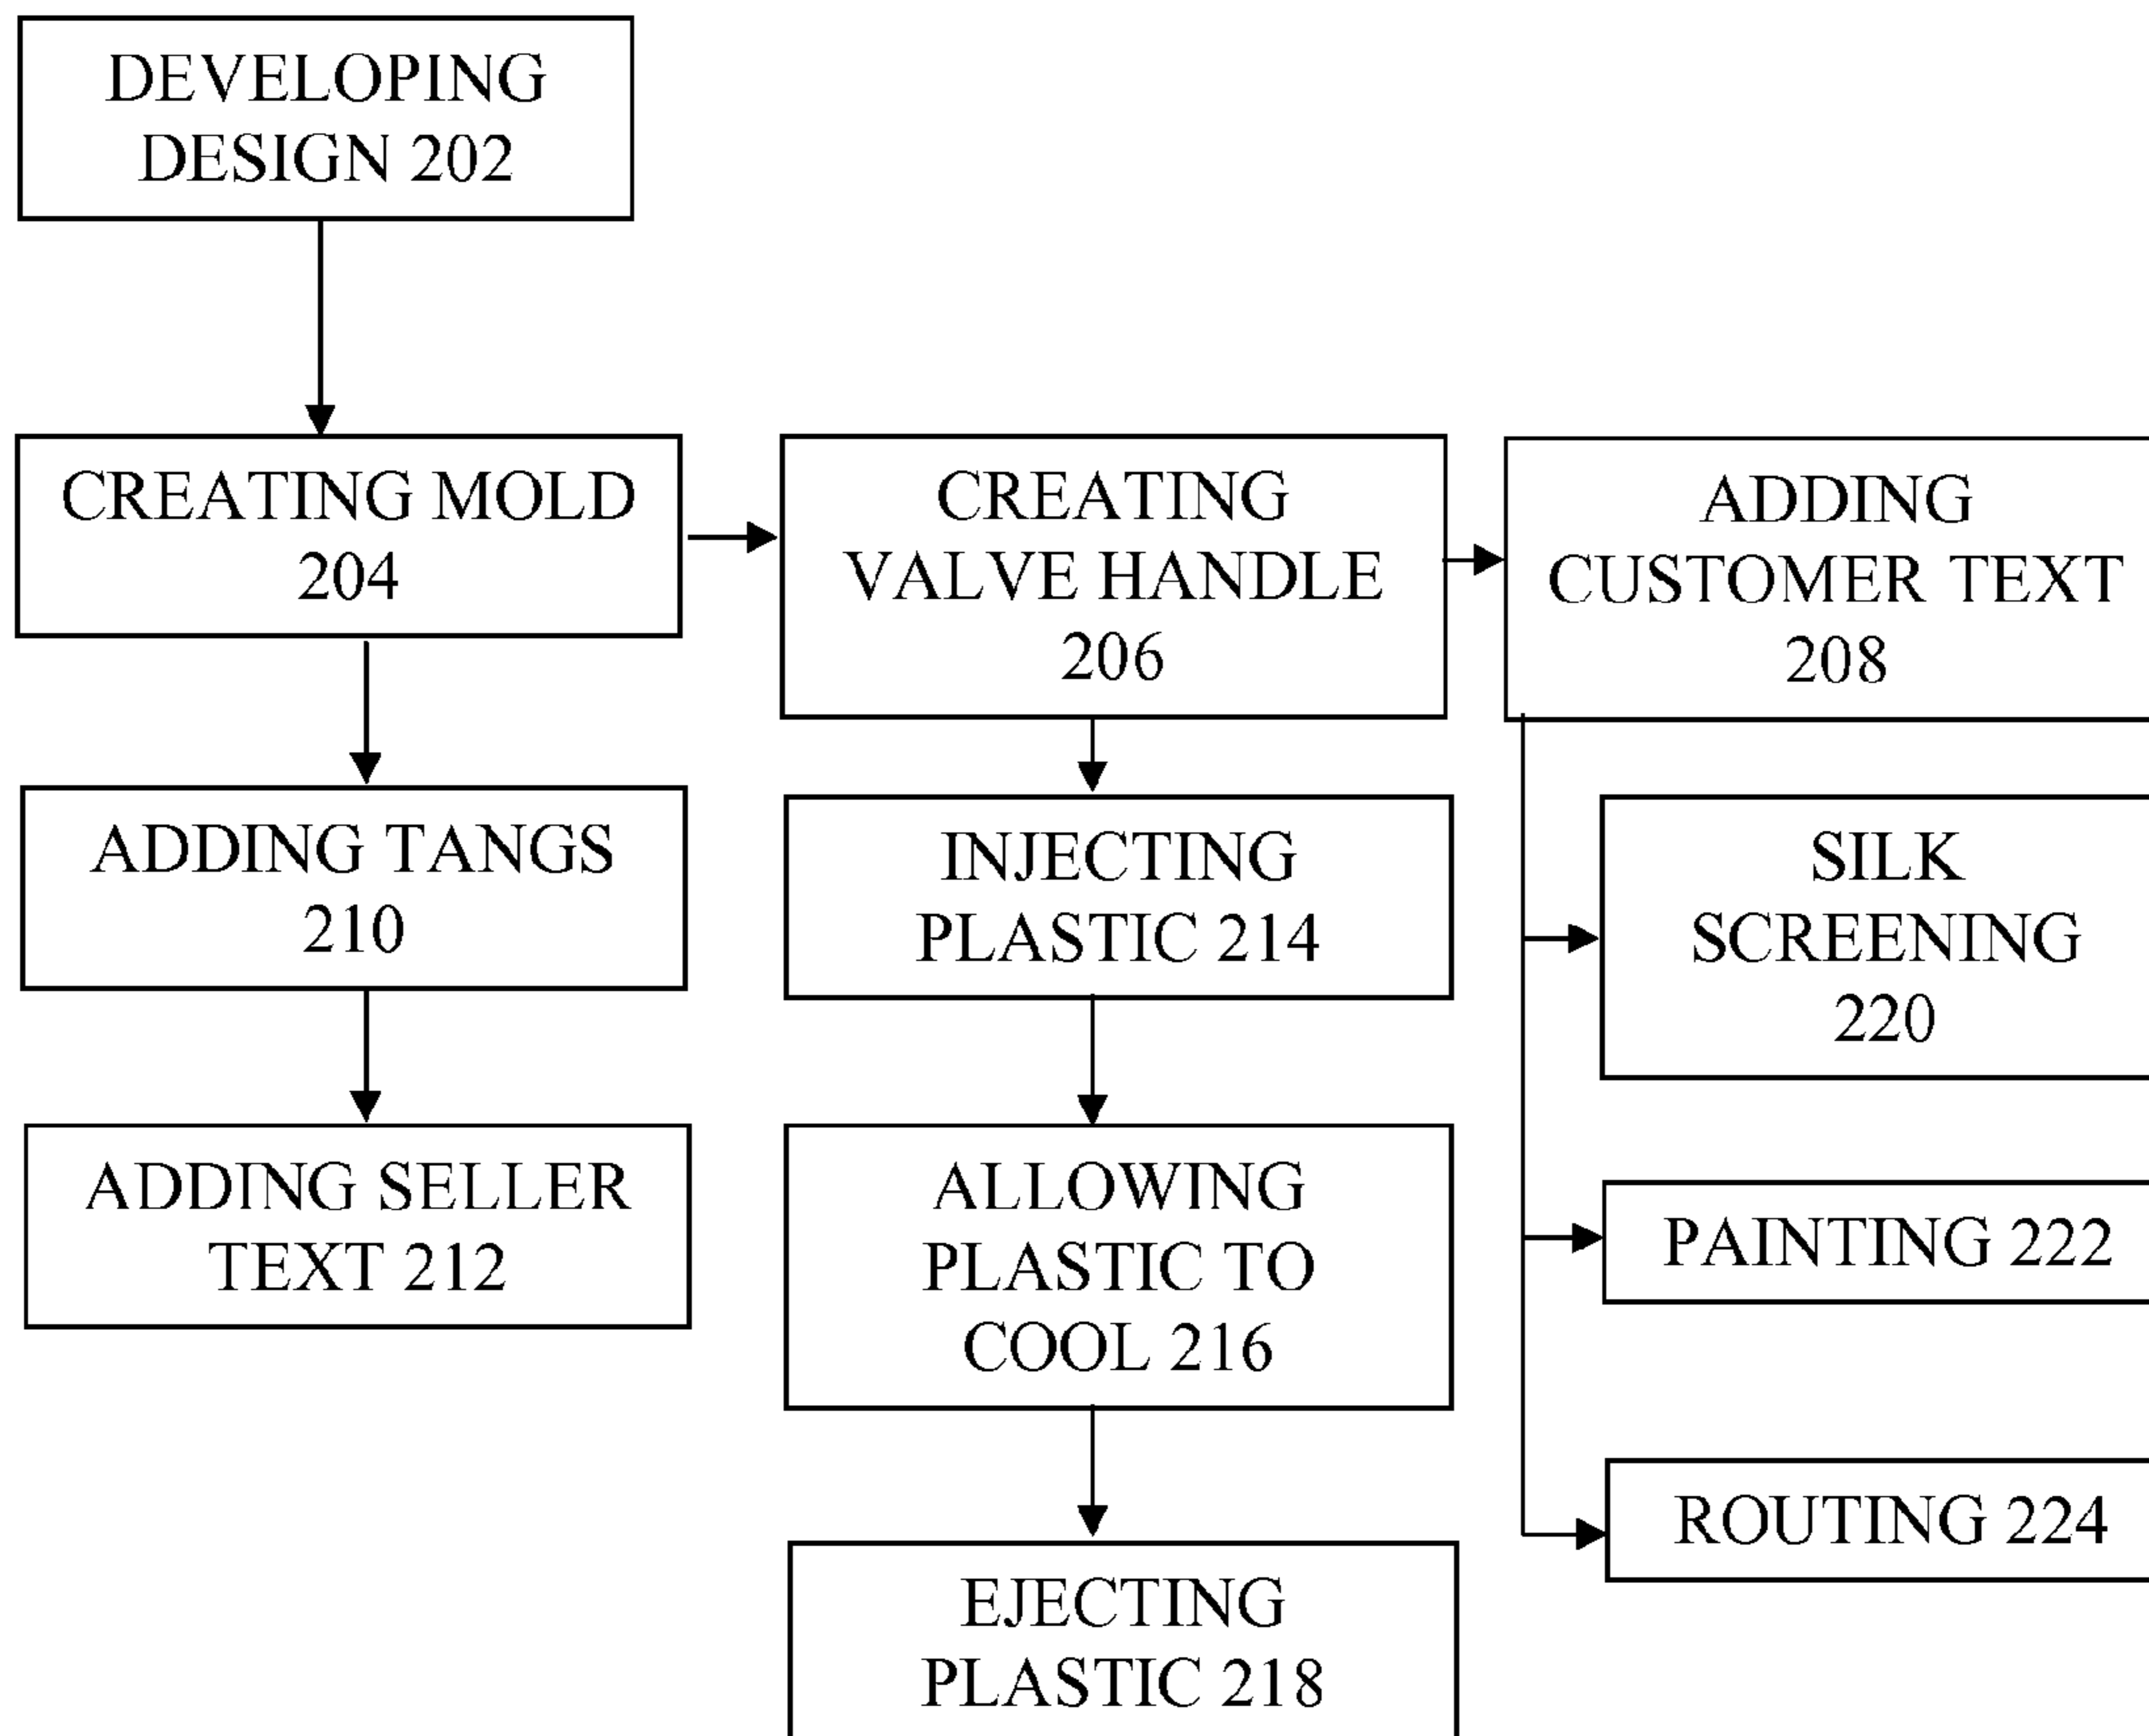 DEVELOPING
DESIGN 202
CREATING MOLD
204
CREATING
VALVE HANDLE
206
ADDING
CUSTOMER TEXT
208
ADDING TANGS
210
INJECTING
PLASTIC 214
SILK
SCREENING
220
ADDING SELLER
TEXT 212
ALLOWING
PLASTIC TO
COOL 216
PAINTING 222
ROUTING 224
EJECTING
PLASTIC 218